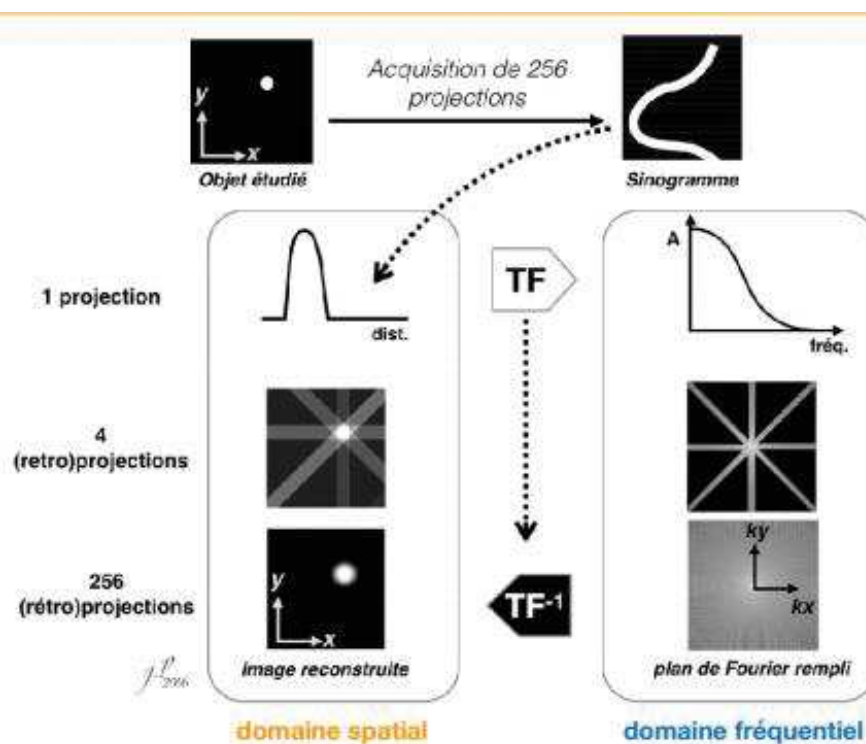 Acquisition de 256
projections
y
x
Objet étudié
Sinogramme
1 projection
dist.
TF
A
fréq.
4
(retro)projections
256
(rétro)projections
y
x
image reconstruite
TF-1
ky
kx
plan de Fourier rempli
2016
domaine spatial
domaine fréquentiel